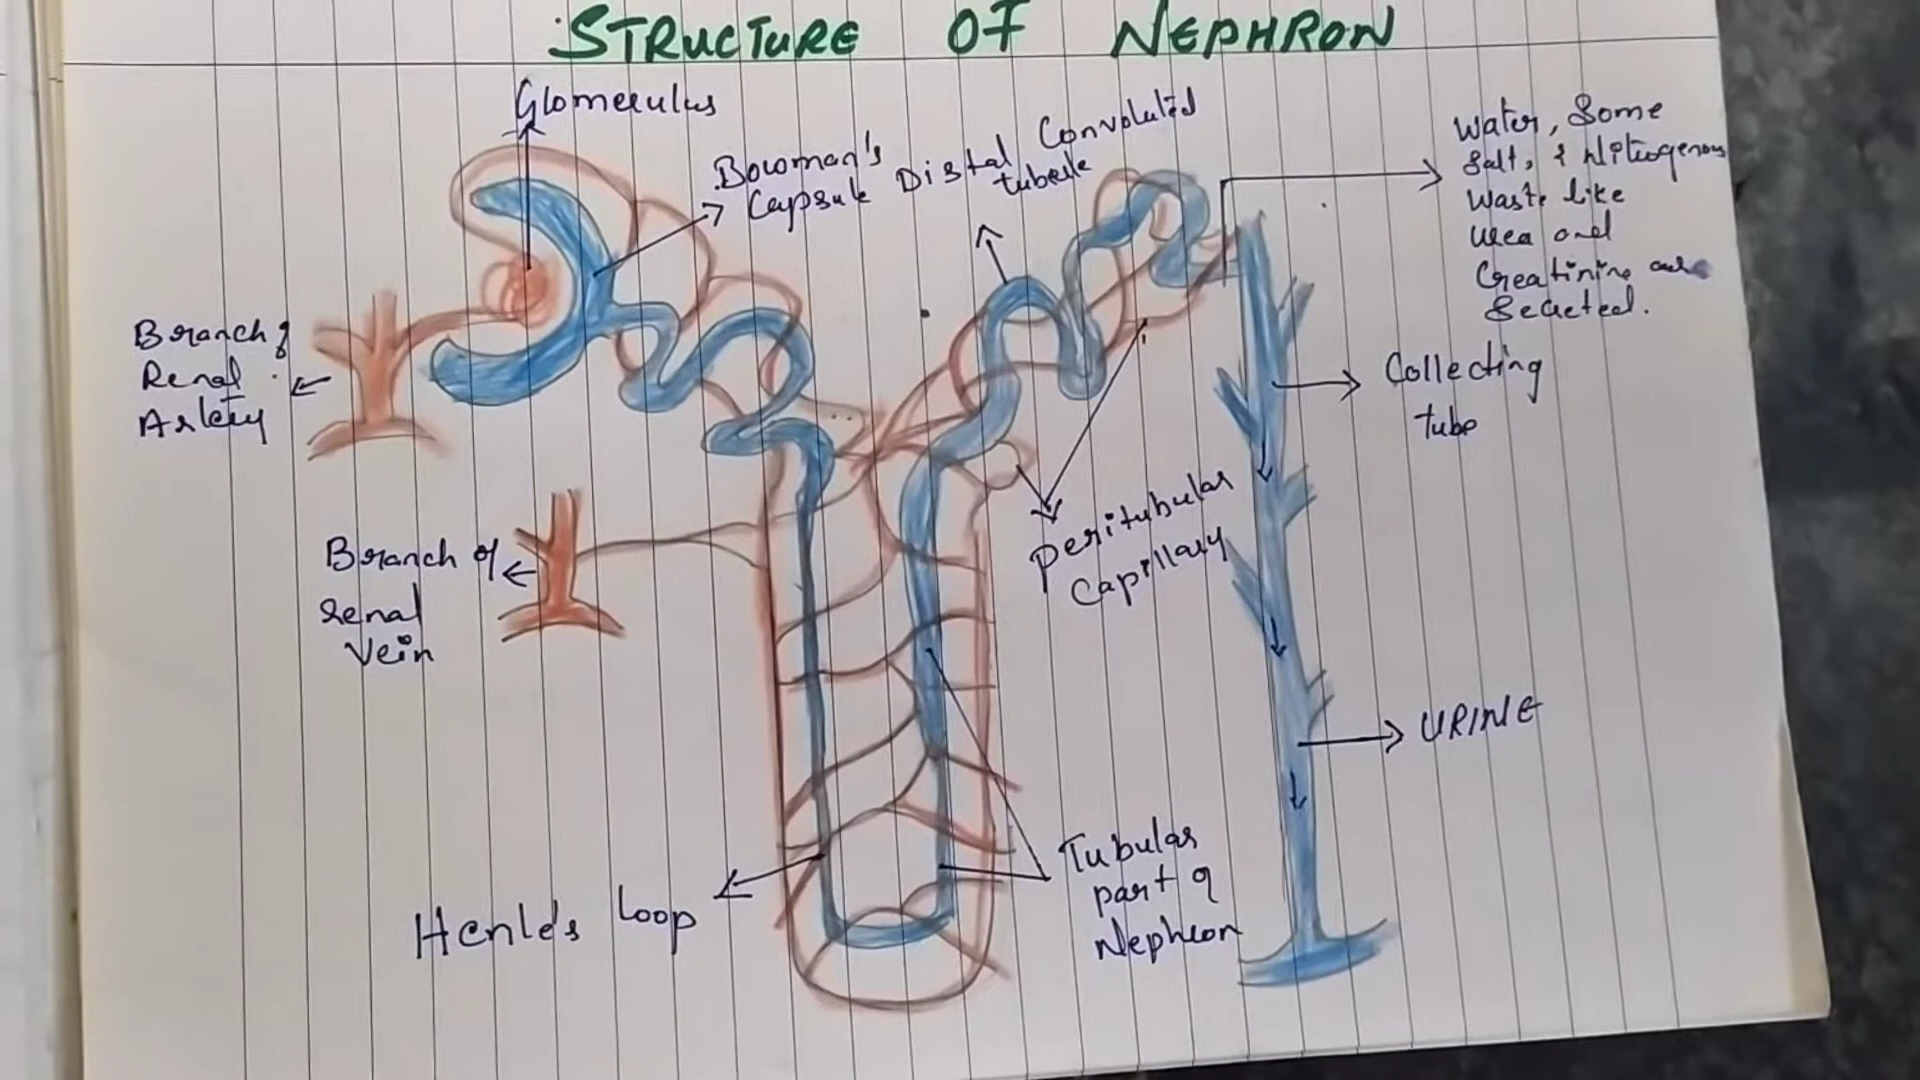 STRUCTURE OF NEPHRON
Glomerulus
Bowman's
Capsule
Distal Convoluted
tubule
Water, Some
Salt, & Nitrogenous
Waste like
Urea and
Creatinine are
Secreted.
Branch of
Renal
Artery
Collecting
tube
Branch of
renal
Vein
Peritubular
Capillary
URINE
Henle's Loop
Tubular
part of
Nephron